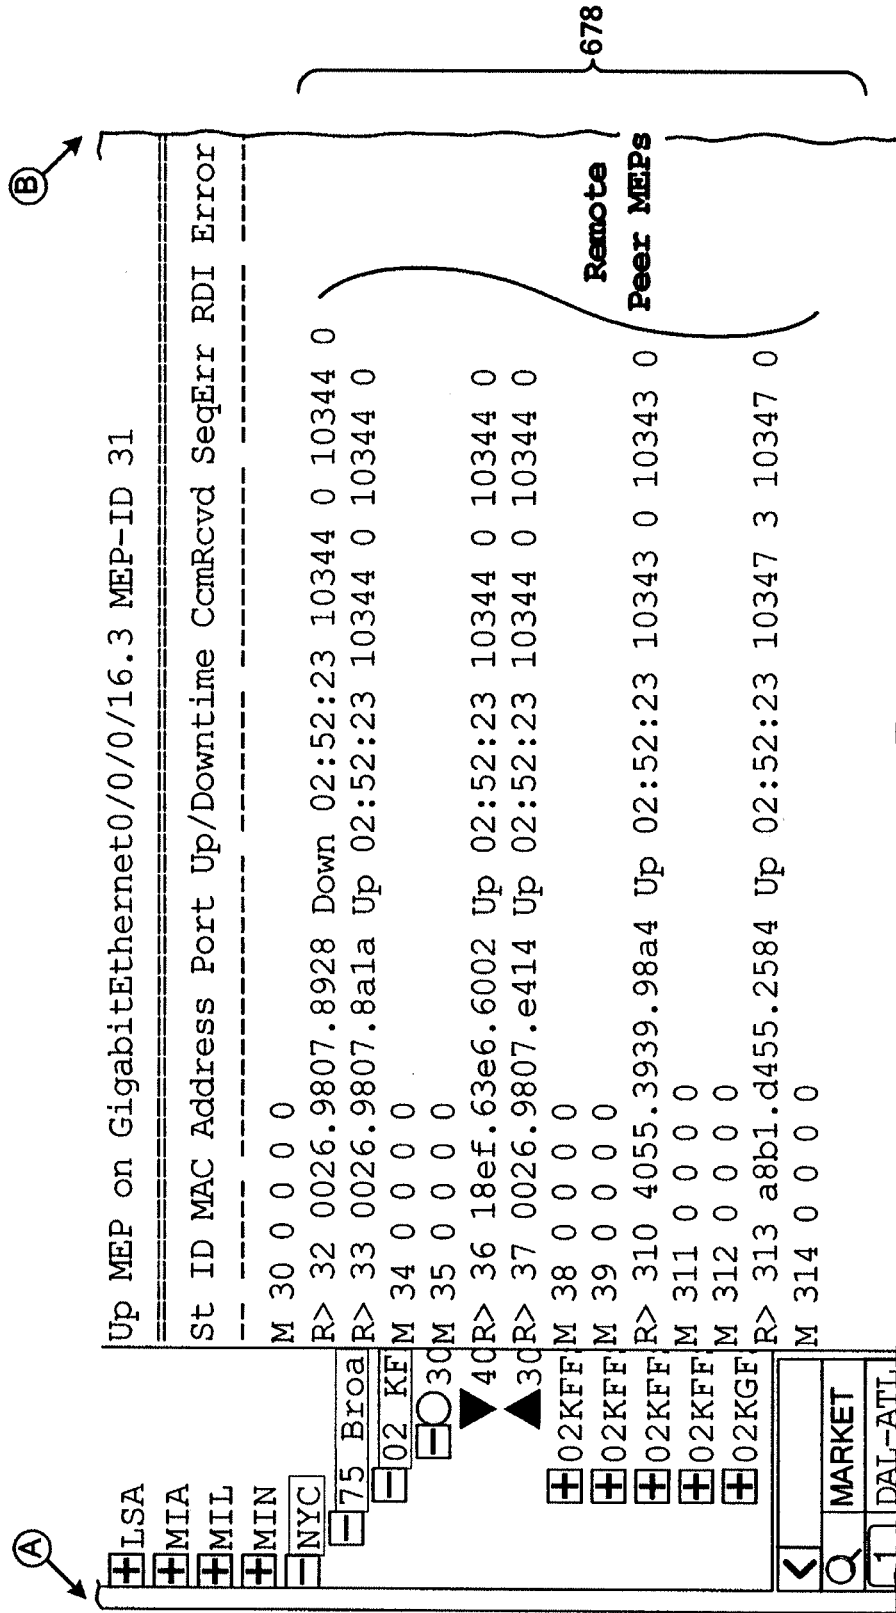 A
B
+LSA
+MIA
+MIL
+MIN
-NYC
-75 Broa
-02 KF
-○30
▼ 40
▲ 30
+02KFF
+02KFF
+02KFF
+02KFF
+02KGF
<
MARKET
1 DAL-ATL
Up MEP on GigabitEthernet0/0/0/16.3 MEP-ID 31
St ID MAC Address Port Up/Downtime CcmRcvd SeqErr RDI Error
M 30 0 0 0 0
R> 32 0026.9807.8928 Down 02:52:23 10344 0 10344 0
R> 33 0026.9807.8a1a Up 02:52:23 10344 0 10344 0
M 34 0 0 0 0
M 35 0 0 0 0
R> 36 18ef.63e6.6002 Up 02:52:23 10344 0 10344 0
R> 37 0026.9807.e414 Up 02:52:23 10344 0 10344 0
M 38 0 0 0 0
M 39 0 0 0 0
R> 310 4055.3939.98a4 Up 02:52:23 10343 0 10343 0
M 311 0 0 0 0
M 312 0 0 0 0
R> 313 a8b1.d455.2584 Up 02:52:23 10347 3 10347 0
M 314 0 0 0 0
Remote
Peer MEPs
678